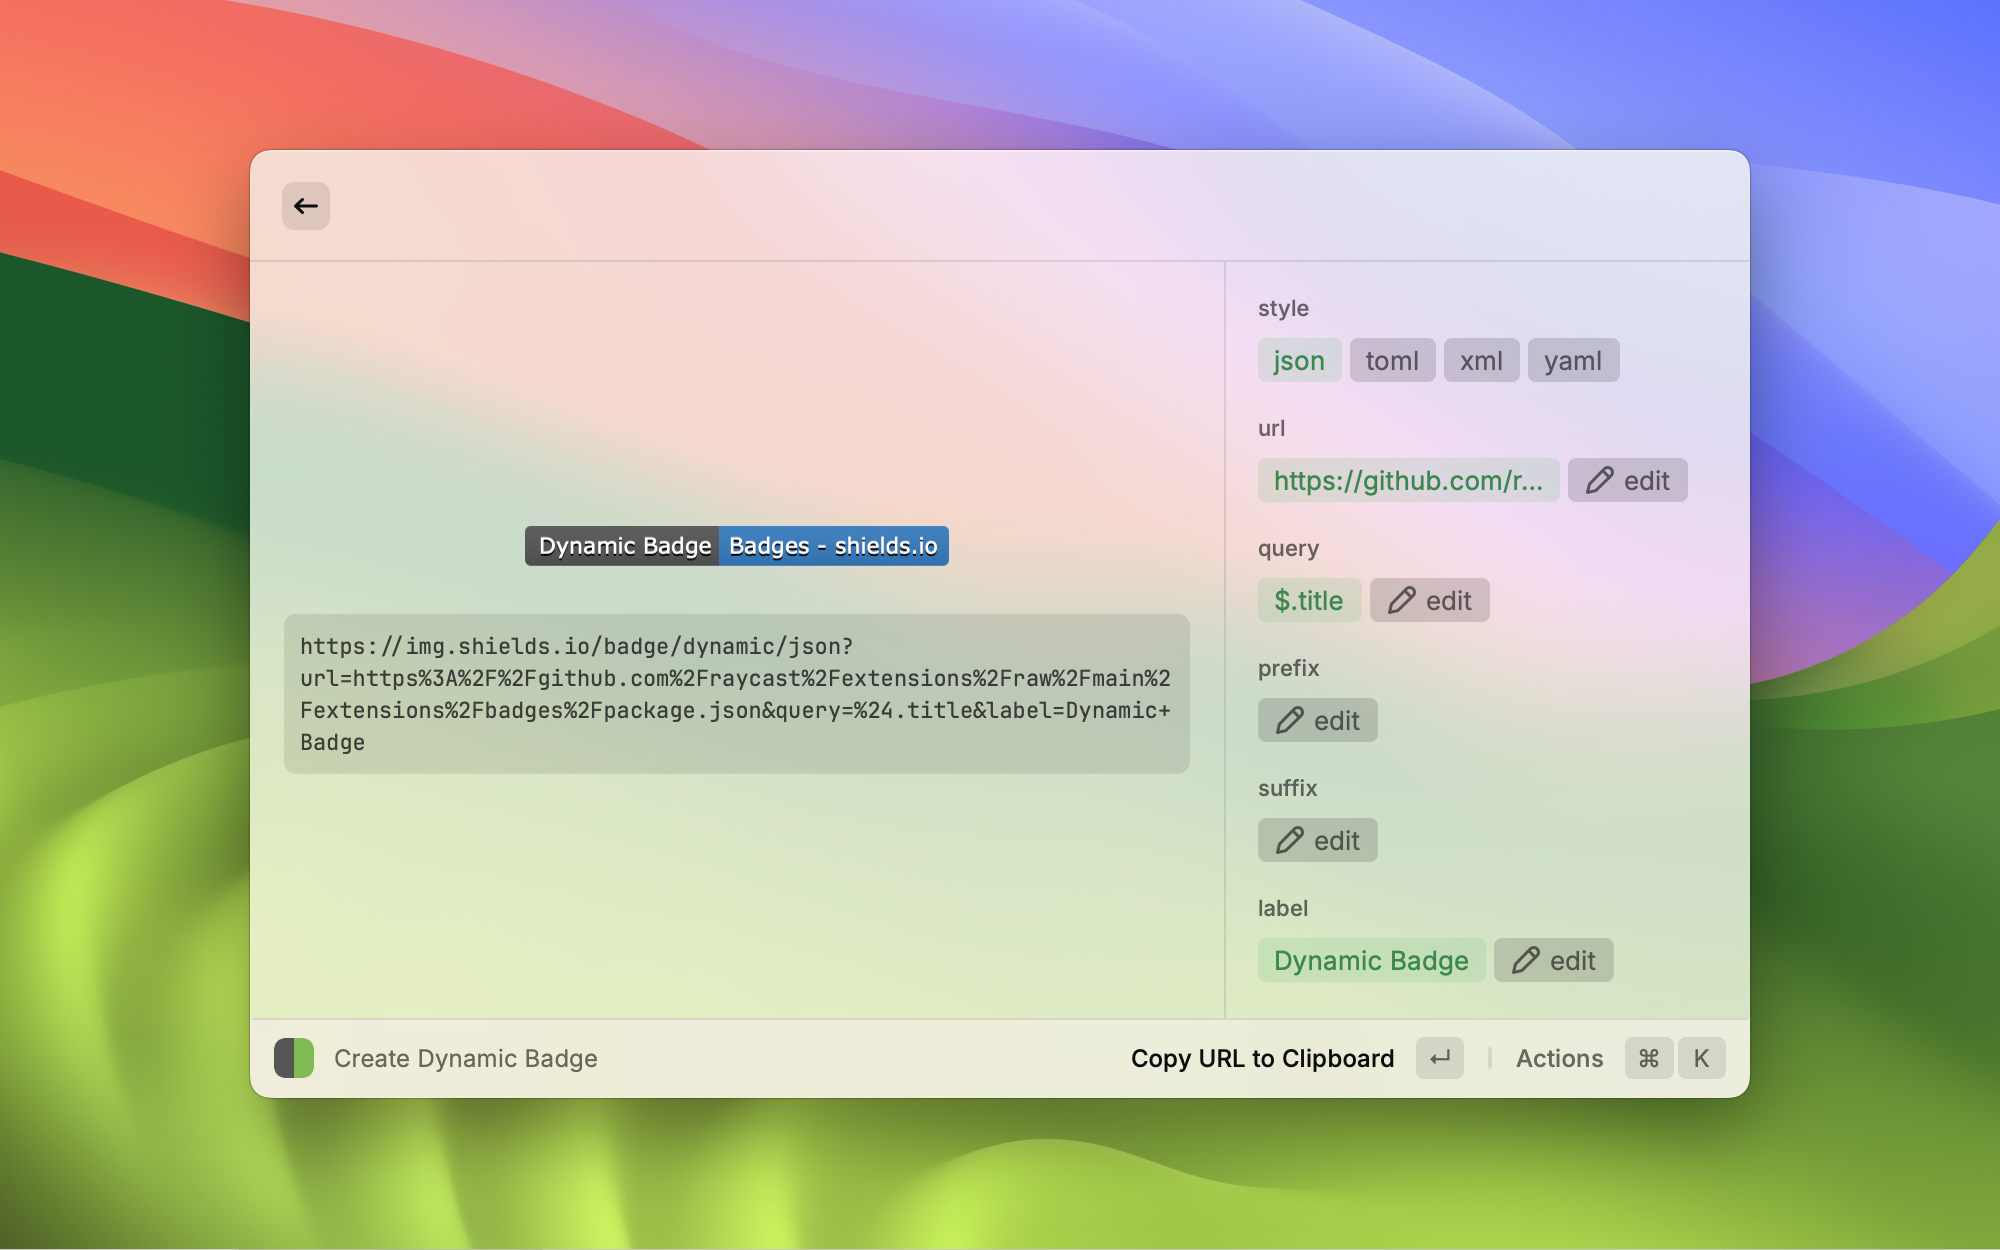 Dynamic Badge Badges - shields.io
https://img.shields.io/badge/dynamic/json?
url=https%3A%2F%2Fgithub.com%2Fraycast%2Fextensions%2Fraw%2Fmain%2
Fextensions%2Fbadges%2Fpackage.json&query=%24.title&label=Dynamic+
Badge
style
json toml xml yaml
url
https://github.com/r... edit
query
$.title edit
prefix
edit
suffix
edit
label
Dynamic Badge edit
Create Dynamic Badge
Copy URL to Clipboard ↵ Actions ⌘ K